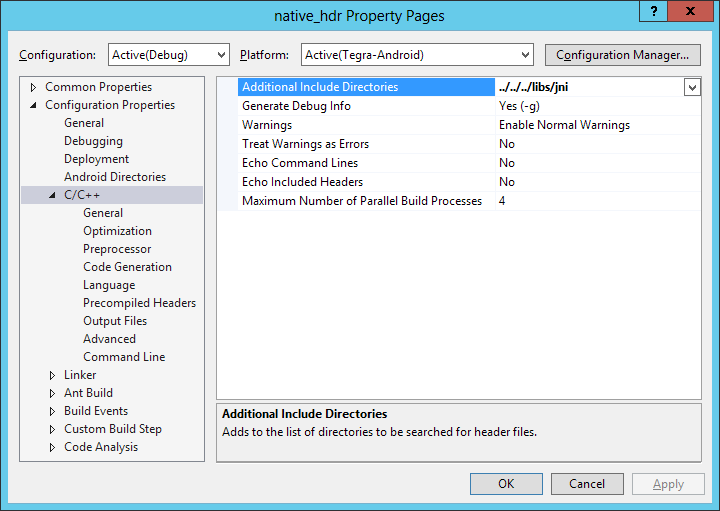 native_hdr Property Pages
? X
Configuration: Active(Debug) Platform: Active(Tegra-Android) Configuration Manager...
Common Properties
Configuration Properties
General
Debugging
Deployment
Android Directories
C/C++
General
Optimization
Preprocessor
Code Generation
Language
Precompiled Headers
Output Files
Advanced
Command Line
Linker
Ant Build
Build Events
Custom Build Step
Code Analysis
Additional Include Directories ../../../libs/jni
Generate Debug Info Yes (-g)
Warnings Enable Normal Warnings
Treat Warnings as Errors No
Echo Command Lines No
Echo Included Headers No
Maximum Number of Parallel Build Processes 4
Additional Include Directories
Adds to the list of directories to be searched for header files.
OK Cancel Apply